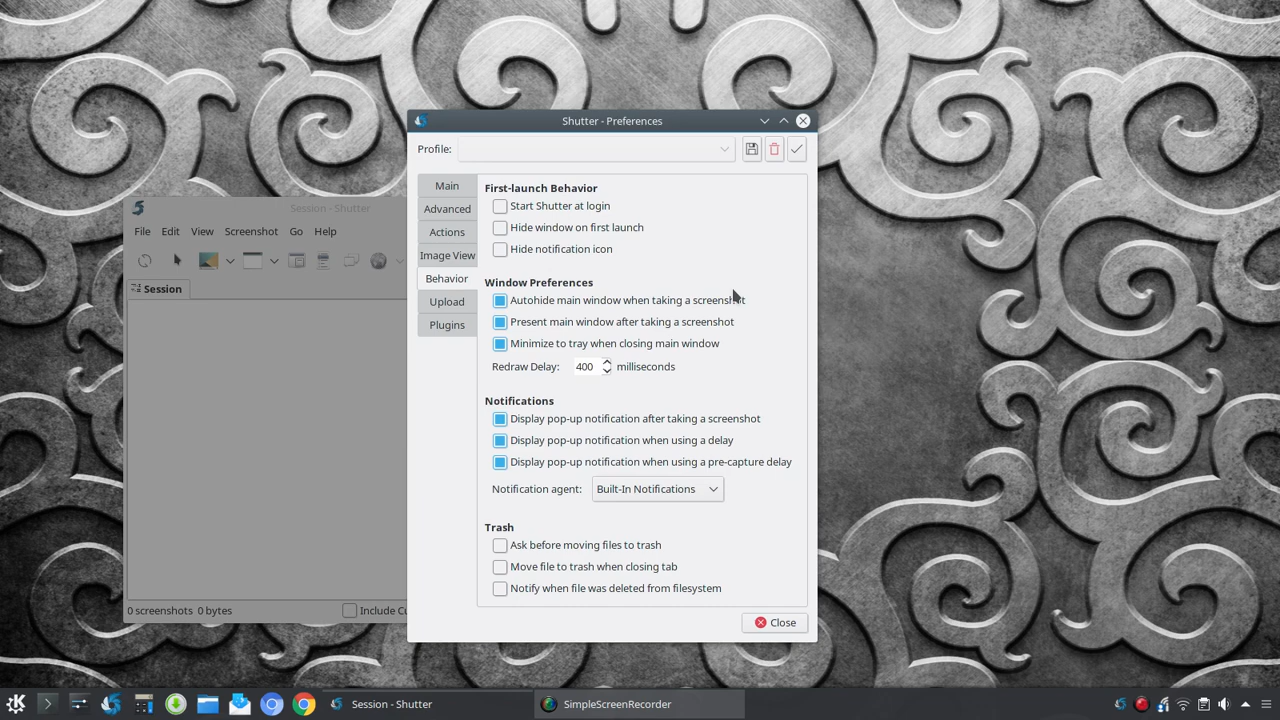 Shutter - Preferences
Profile:
Main
Advanced
Actions
Image View
Behavior
Upload
Plugins
First-launch Behavior
Start Shutter at login
Hide window on first launch
Hide notification icon
Window Preferences
Autohide main window when taking a screenshot
Present main window after taking a screenshot
Minimize to tray when closing main window
Redraw Delay: 400 milliseconds
Notifications
Display pop-up notification after taking a screenshot
Display pop-up notification when using a delay
Display pop-up notification when using a pre-capture delay
Notification agent: Built-In Notifications
Trash
Ask before moving files to trash
Move file to trash when closing tab
Notify when file was deleted from filesystem
Close
Session - Shutter
File Edit View Screenshot Go Help
Session
0 screenshots 0 bytes
Include Cu
Session - Shutter
SimpleScreenRecorder